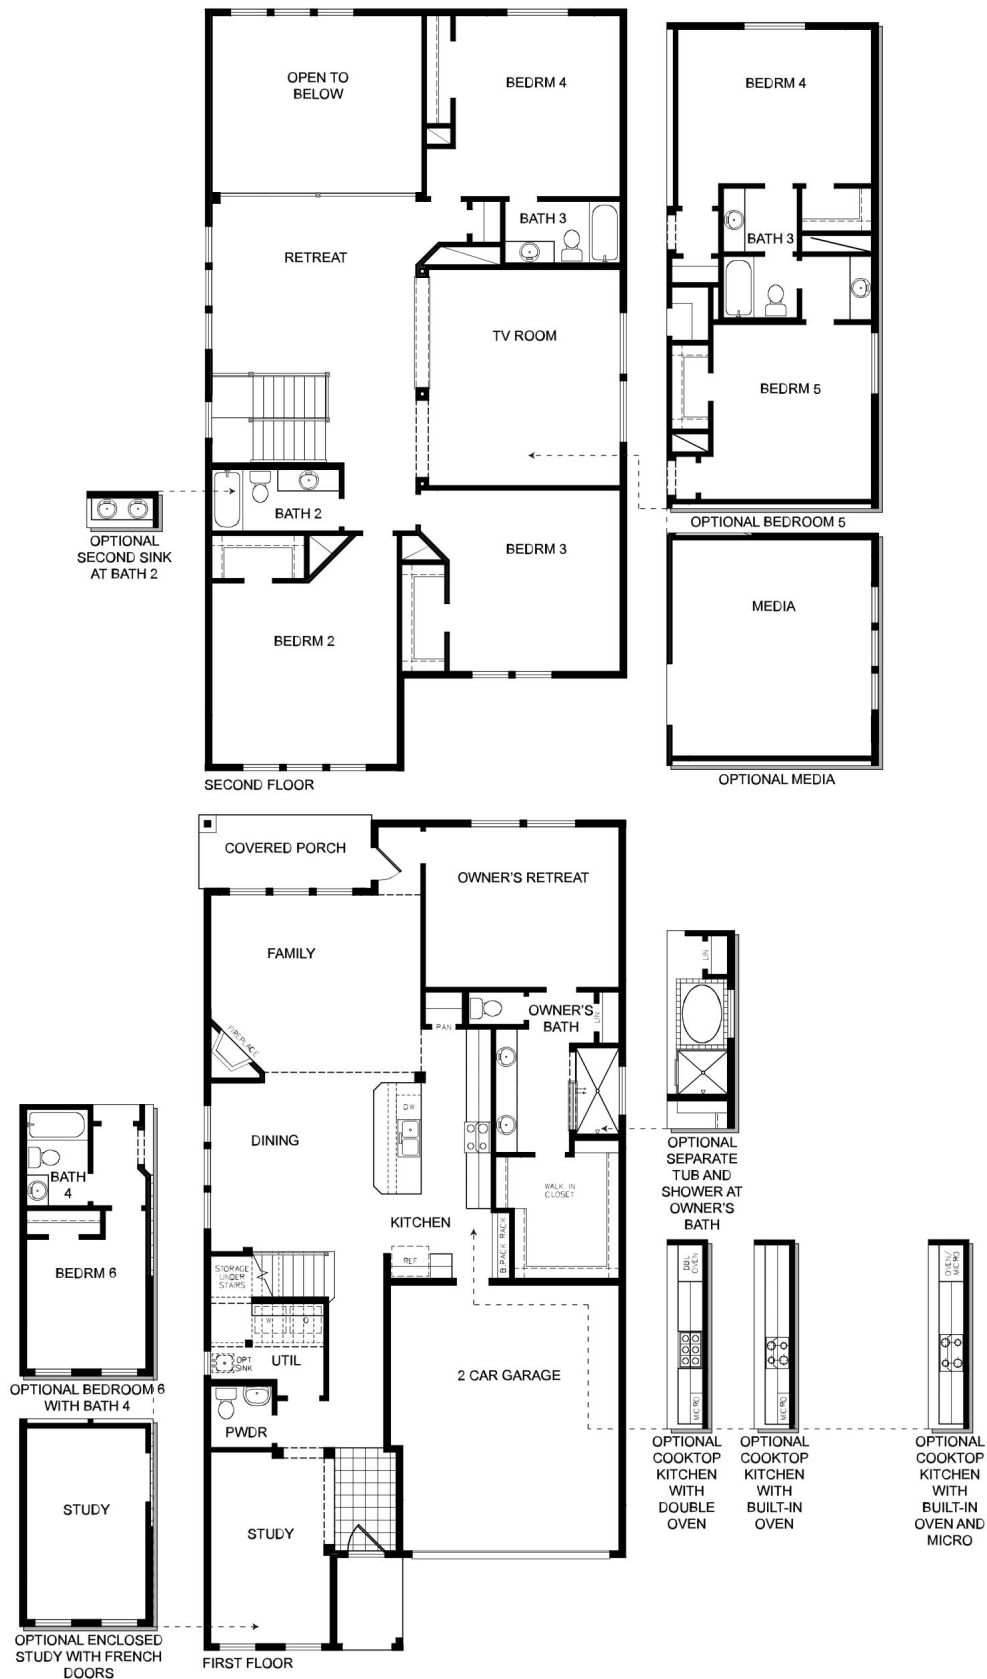 OPEN TO
BELOW
BEDRM 4
BATH 3
RETREAT
TV ROOM
BATH 2
BEDRM 3
BEDRM 2
SECOND FLOOR
OPTIONAL
SECOND SINK
AT BATH 2
BEDRM 4
BATH 3
BEDRM 5
OPTIONAL BEDROOM 5
MEDIA
OPTIONAL MEDIA
COVERED PORCH
OWNER'S RETREAT
FAMILY
FIREPLACE
PAN
OWNER'S
BATH
LIN
DW
DINING
WALK IN
CLOSET
KITCHEN
B.PACK RACK
REF
STORAGE
UNDER
STAIRS
W
D
OPT
SINK
UTIL
PWDR
2 CAR GARAGE
STUDY
FIRST FLOOR
LIN
OPTIONAL
SEPARATE
TUB AND
SHOWER AT
OWNER'S
BATH
BATH
4
BEDRM 6
OPTIONAL BEDROOM 6
WITH BATH 4
STUDY
OPTIONAL ENCLOSED
STUDY WITH FRENCH
DOORS
DBL
OVEN
MICRO
OPTIONAL
COOKTOP
KITCHEN
WITH
DOUBLE
OVEN
MICRO
OPTIONAL
COOKTOP
KITCHEN
WITH
BUILT-IN
OVEN
OVEN/
MICRO
OPTIONAL
COOKTOP
KITCHEN
WITH
BUILT-IN
OVEN AND
MICRO